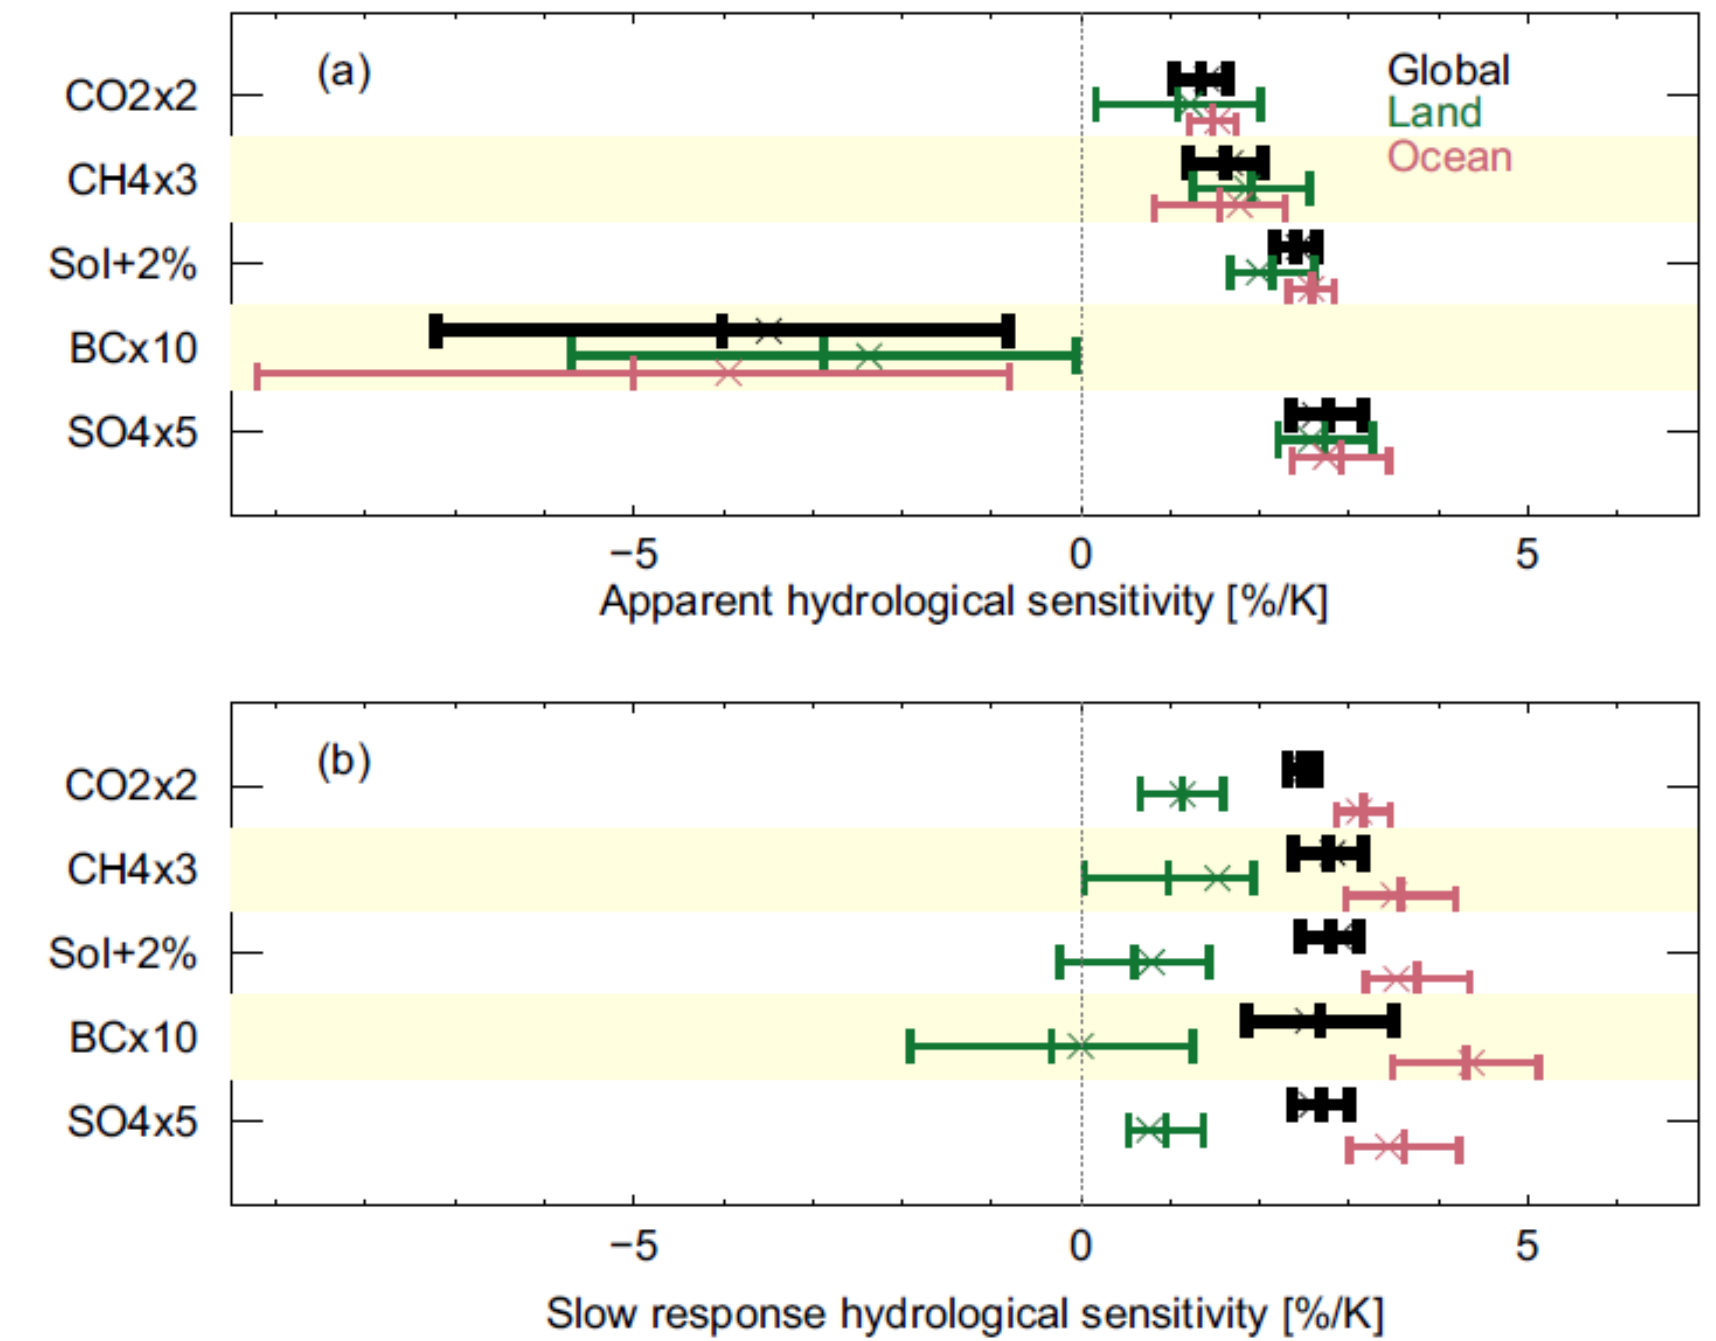 (a)
Global
Land
Ocean
CO2x2
CH4x3
Sol+2%
BCx10
SO4x5
−5 0 5
Apparent hydrological sensitivity [%/K]
(b)
CO2x2
CH4x3
Sol+2%
BCx10
SO4x5
−5 0 5
Slow response hydrological sensitivity [%/K]